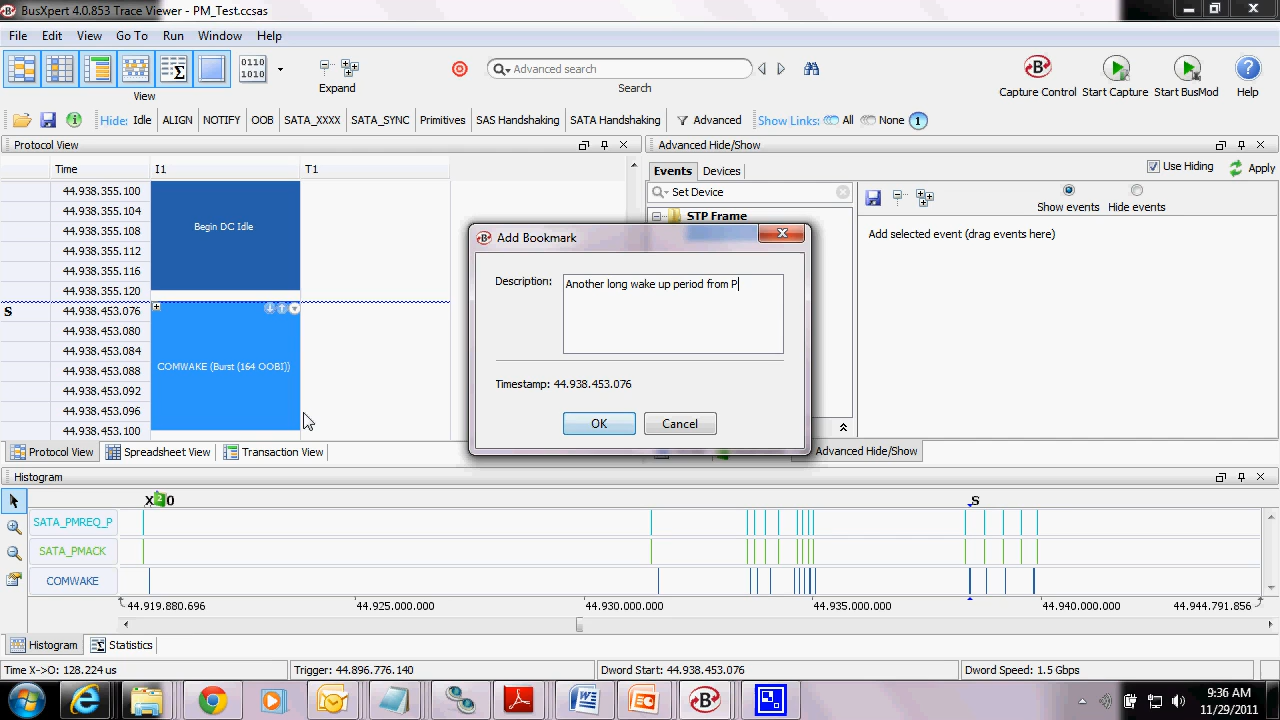 BusXpert 4.0.853 Trace Viewer - PM_Test.ccsas
File Edit View Go To Run Window Help
0110
1010
Advanced search
View Expand Search Capture Control Start Capture Start BusMod Help
Hide: Idle ALIGN NOTIFY OOB SATA_XXXX SATA_SYNC Primitives SAS Handshaking SATA Handshaking Advanced Show Links: All None 1
Protocol View
Time I1 T1
44.938.355.100
44.938.355.104
44.938.355.108
44.938.355.112
44.938.355.116
44.938.355.120
Begin DC Idle
S 44.938.453.076
44.938.453.080
44.938.453.084
44.938.453.088
44.938.453.092
44.938.453.096
44.938.453.100
COMWAKE (Burst (164 OOBI))
Protocol View Spreadsheet View Transaction View
Advanced Hide/Show
Events Devices Use Hiding Apply
Set Device
STP Frame
Show events Hide events
Add selected event (drag events here)
Advanced Hide/Show
Add Bookmark
Description: Another long wake up period from P
Timestamp: 44.938.453.076
OK Cancel
Histogram
X 2 O S
SATA_PMREQ_P
SATA_PMACK
COMWAKE
44.919.880.696 44.925.000.000 44.930.000.000 44.935.000.000 44.940.000.000 44.944.791.856
Histogram Statistics
Time X->O: 128.224 us Trigger: 44.896.776.140 Dword Start: 44.938.453.076 Dword Speed: 1.5 Gbps
9:36 AM
11/29/2011